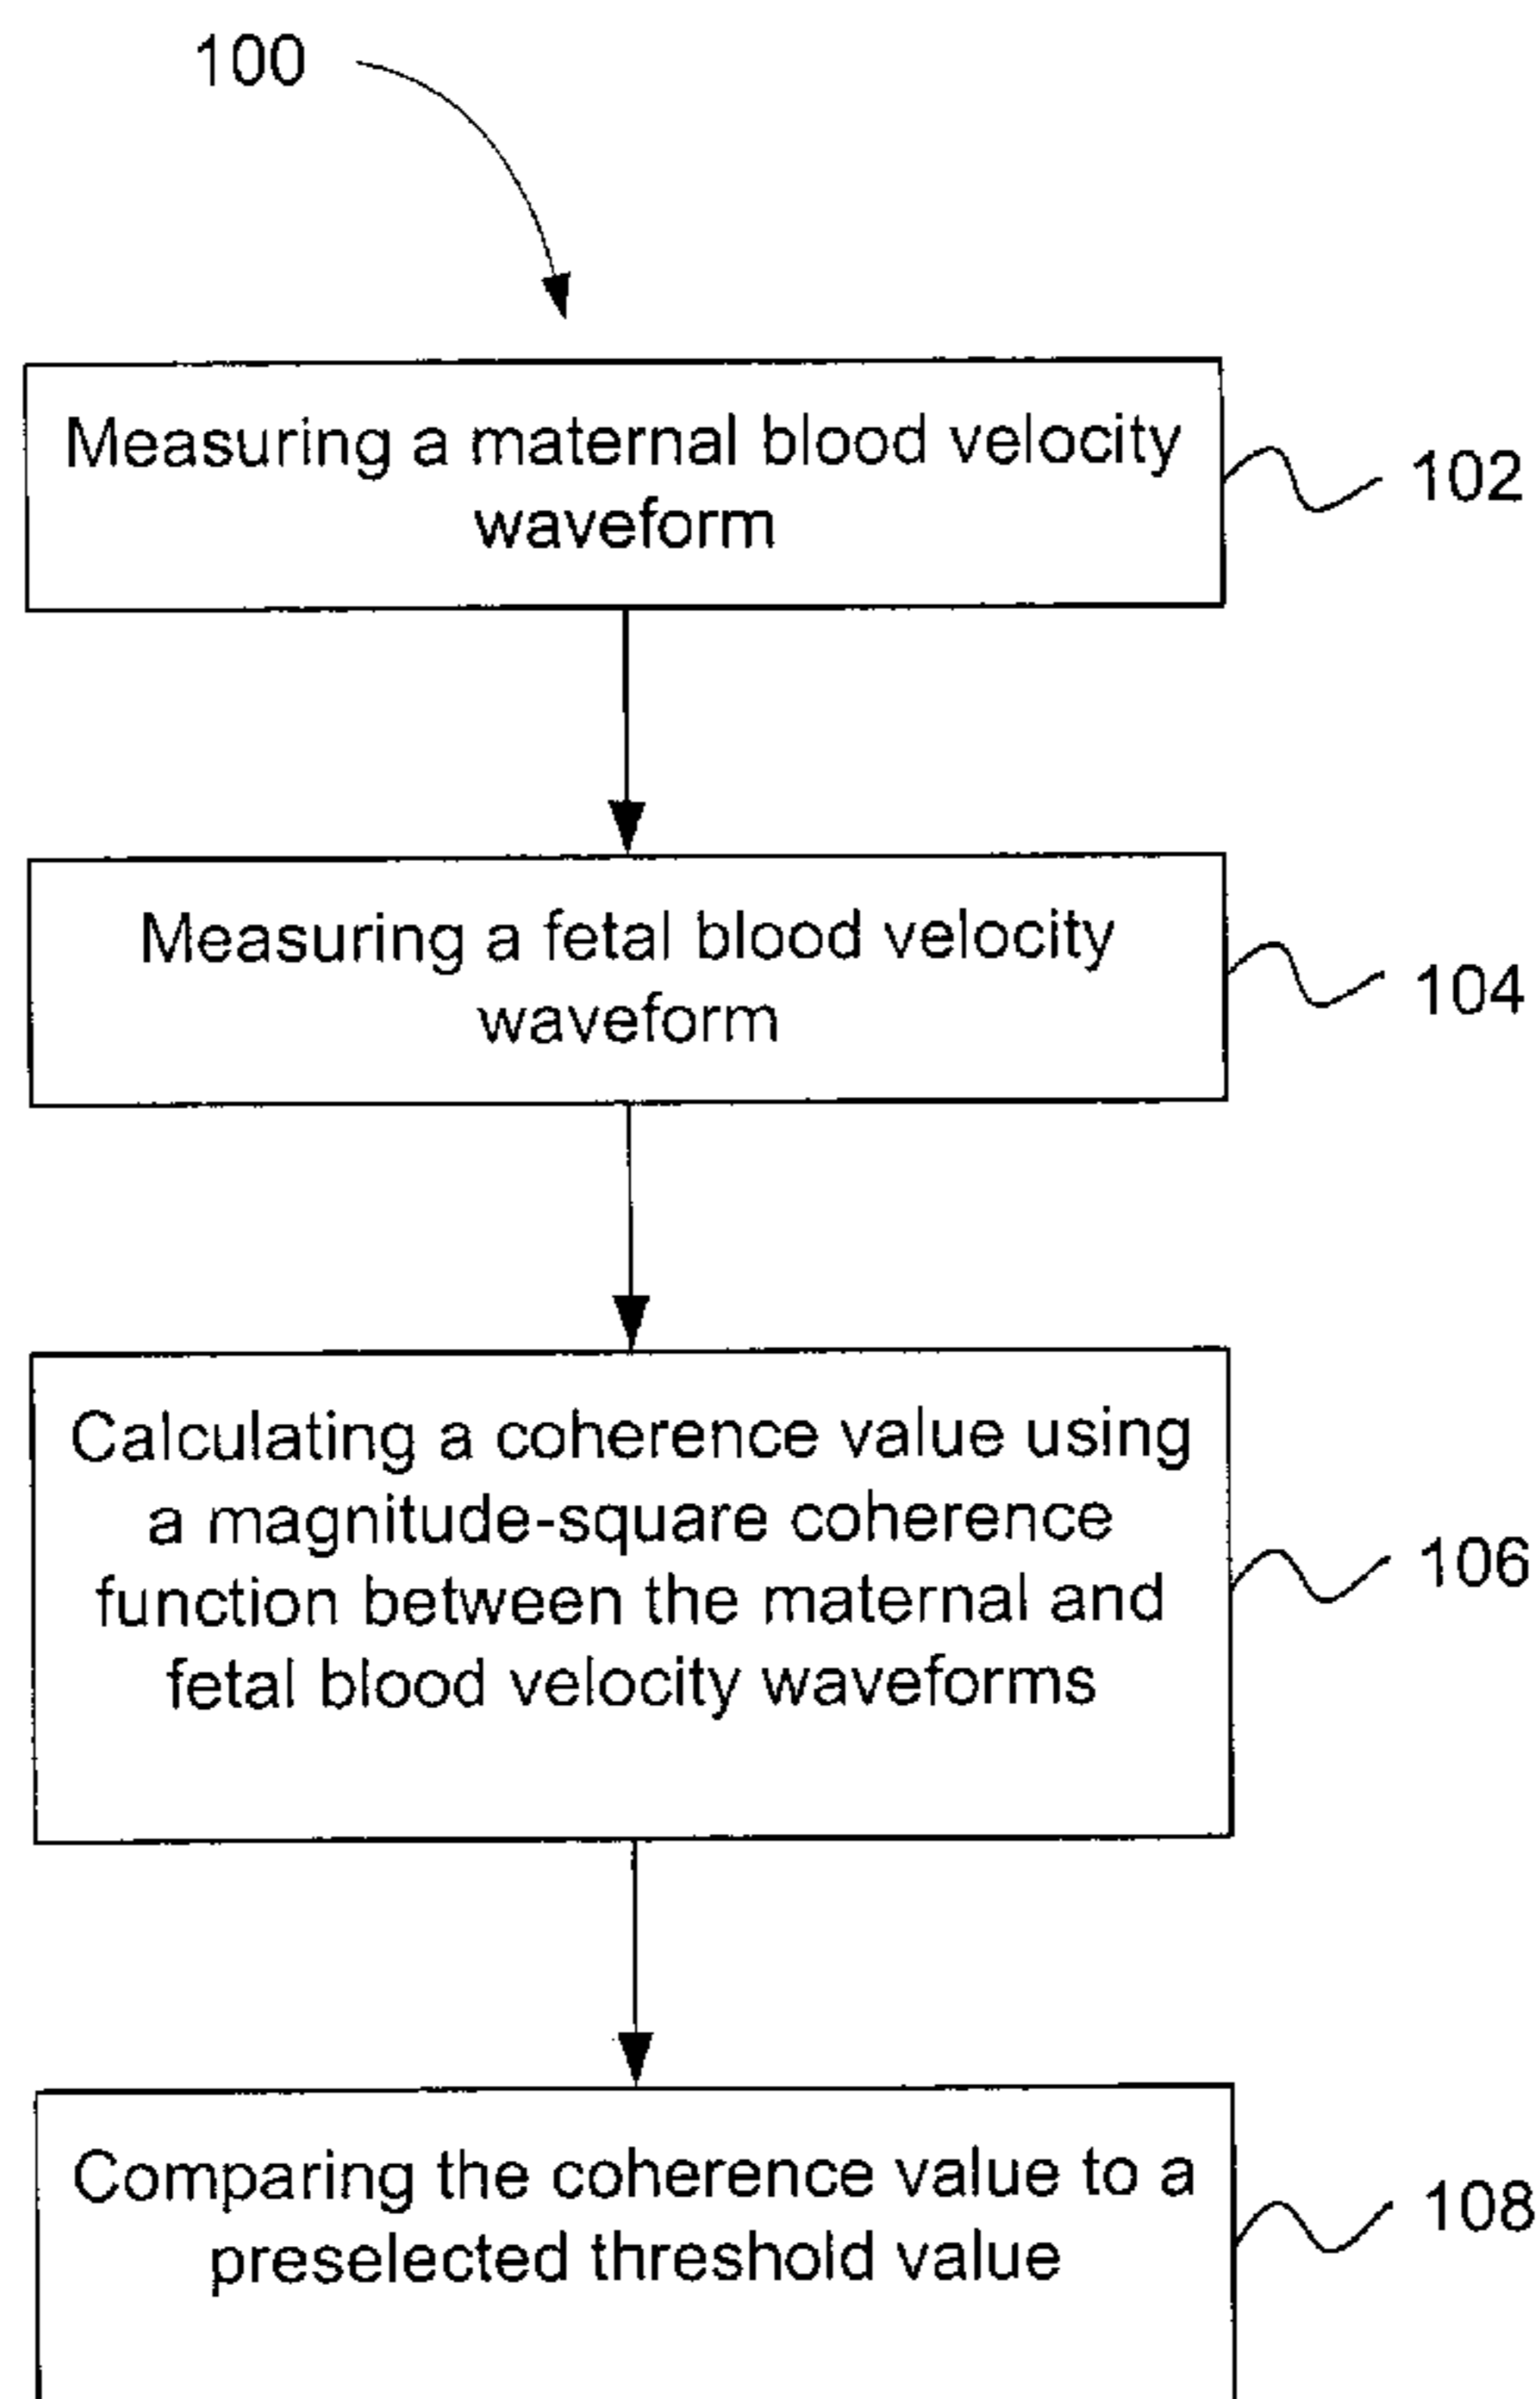 100
Measuring a maternal blood velocity
waveform
102
Measuring a fetal blood velocity
waveform
104
Calculating a coherence value using
a magnitude-square coherence
function between the maternal and
fetal blood velocity waveforms
106
Comparing the coherence value to a
preselected threshold value
108